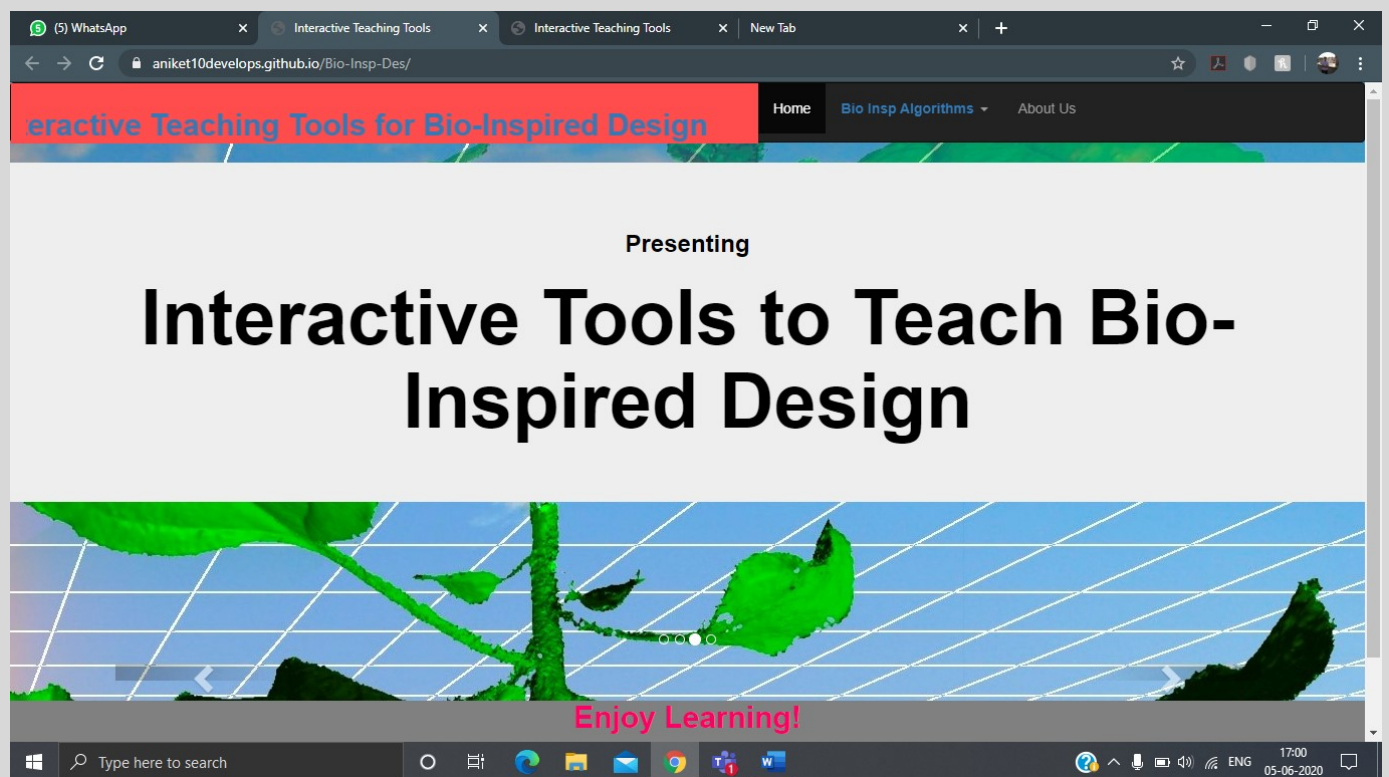 (5) WhatsApp
Interactive Teaching Tools
Interactive Teaching Tools
New Tab
aniket10develops.github.io/Bio-Insp-Des/
eractive Teaching Tools for Bio-Inspired Design
Home
Bio Insp Algorithms
About Us
Presenting
Interactive Tools to Teach Bio-
Inspired Design
Enjoy Learning!
Type here to search
ENG
17:00
05-06-2020